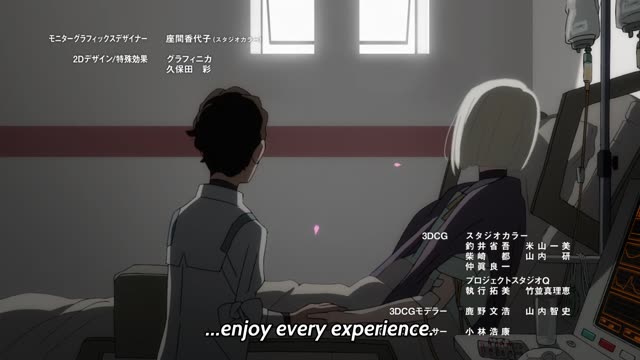 モニターグラフィックスデザイナー　座間香代子(スタジオカラー)
2Dデザイン/特殊効果　グラフィニカ
久保田　彩
3DCG　スタジオカラー
釣井省吾　米山一美
柴崎　都　山内　研
仲眞良一
プロジェクトスタジオQ
執行拓美　竹並真理恵
3DCGモデラー　鹿野文浩　山内智史
サー　小林浩康
...enjoy every experience.